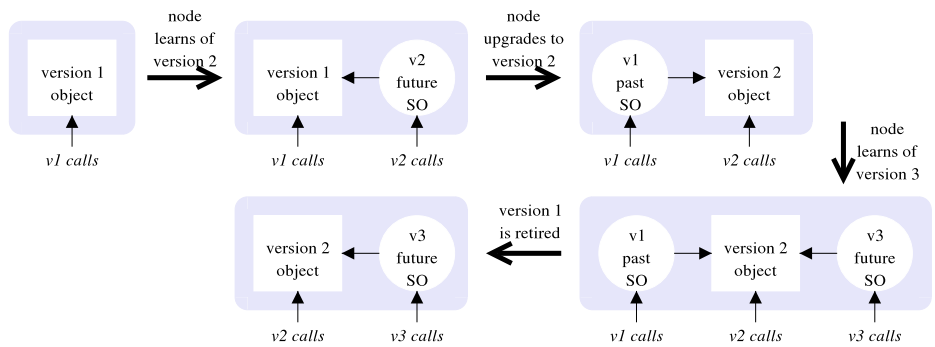 version 1
object
v1 calls
node
learns of
version 2
version 1
object
v2
future
SO
v1 calls
v2 calls
node
upgrades to
version 2
v1
past
SO
version 2
object
v1 calls
v2 calls
node
learns of
version 3
v1
past
SO
version 2
object
v3
future
SO
v1 calls
v2 calls
v3 calls
version 1
is retired
version 2
object
v3
future
SO
v2 calls
v3 calls